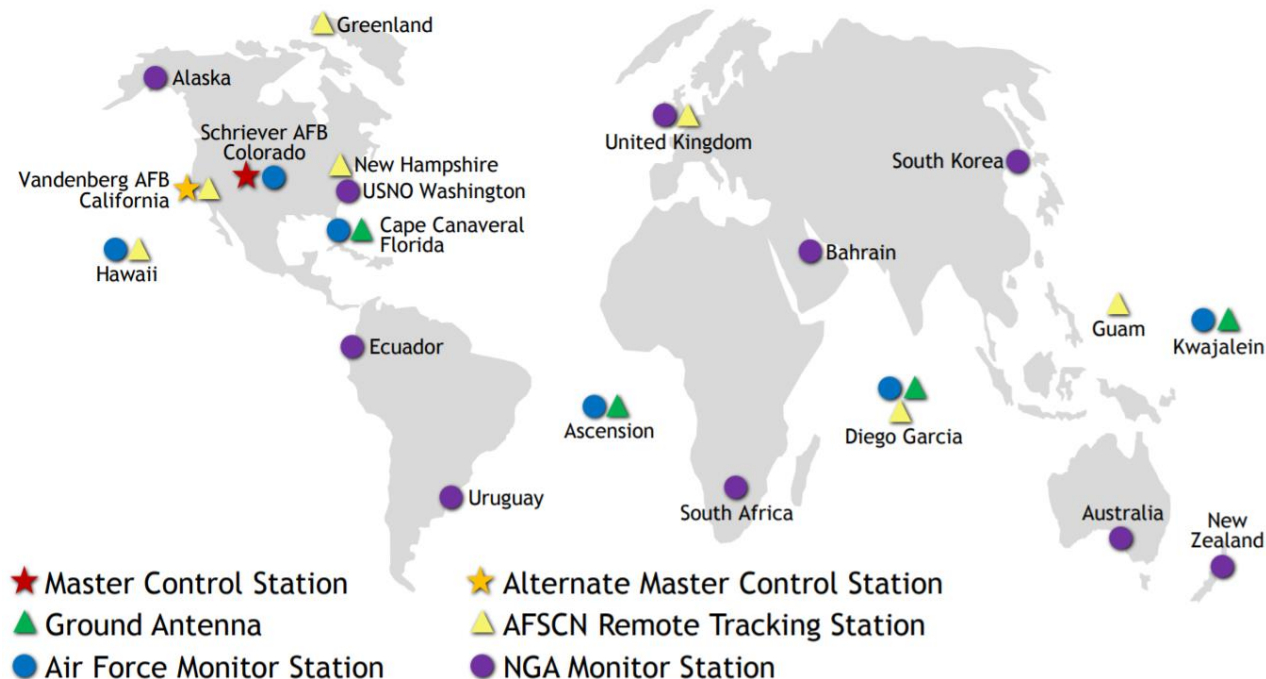 Greenland
Alaska
Schriever AFB
Colorado
United Kingdom
New Hampshire
South Korea
Vandenberg AFB
California
USNO Washington
Cape Canaveral
Florida
Hawaii
Bahrain
Guam
Kwajalein
Ecuador
Ascension
Diego Garcia
Uruguay
South Africa
Australia
New
Zealand
Master Control Station
Alternate Master Control Station
Ground Antenna
AFSCN Remote Tracking Station
Air Force Monitor Station
NGA Monitor Station